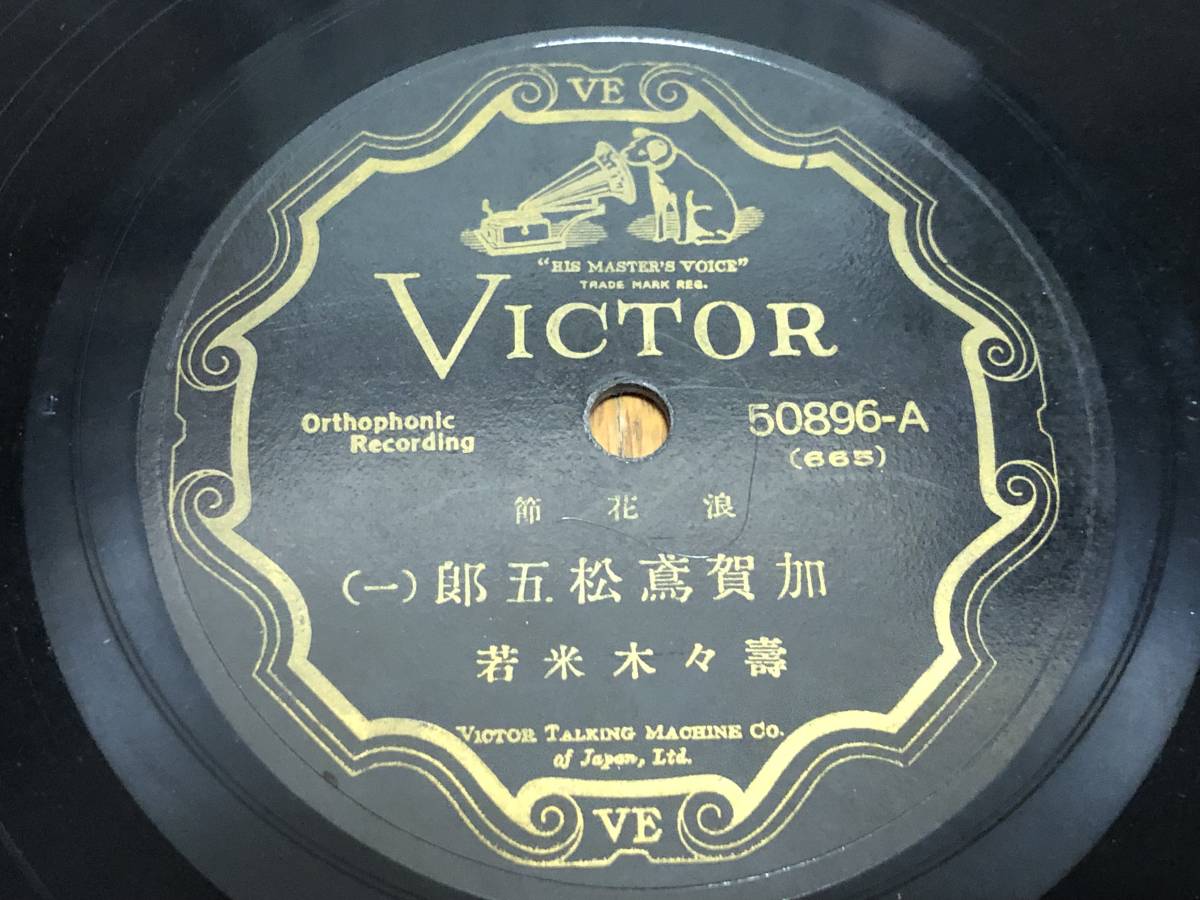 VE
"HIS MASTER'S VOICE"
TRADE MARK REG.
VICTOR
Orthophonic
Recording
50896-A
(665)
浪花節
加賀鳶松五郎(一)
壽々木米若
VICTOR TALKING MACHINE CO.
of Japan, Ltd.
VE